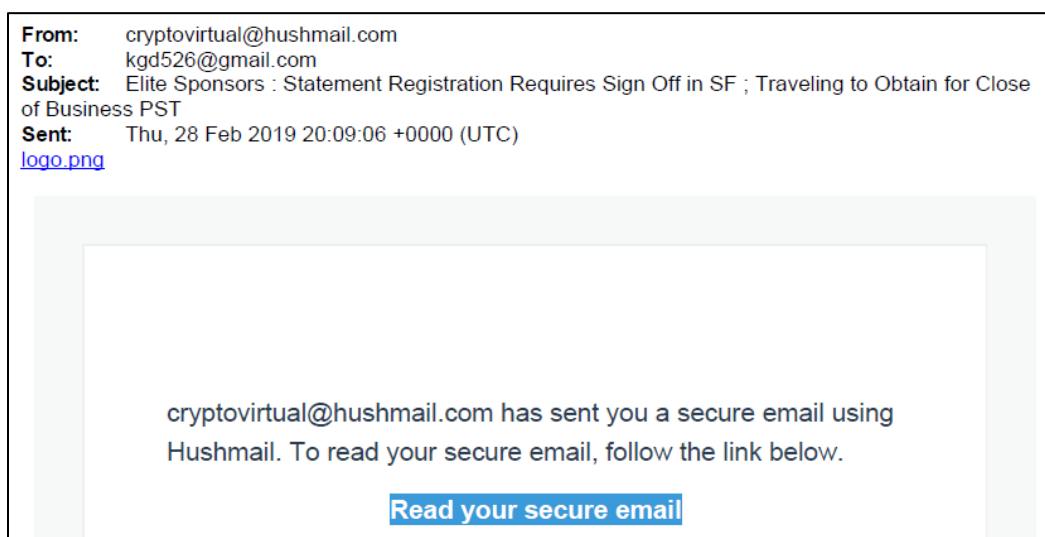 From: cryptovirtual@hushmail.com
To: kgd526@gmail.com
Subject: Elite Sponsors : Statement Registration Requires Sign Off in SF ; Traveling to Obtain for Close
of Business PST
Sent: Thu, 28 Feb 2019 20:09:06 +0000 (UTC)
logo.png
cryptovirtual@hushmail.com has sent you a secure email using
Hushmail. To read your secure email, follow the link below.
Read your secure email